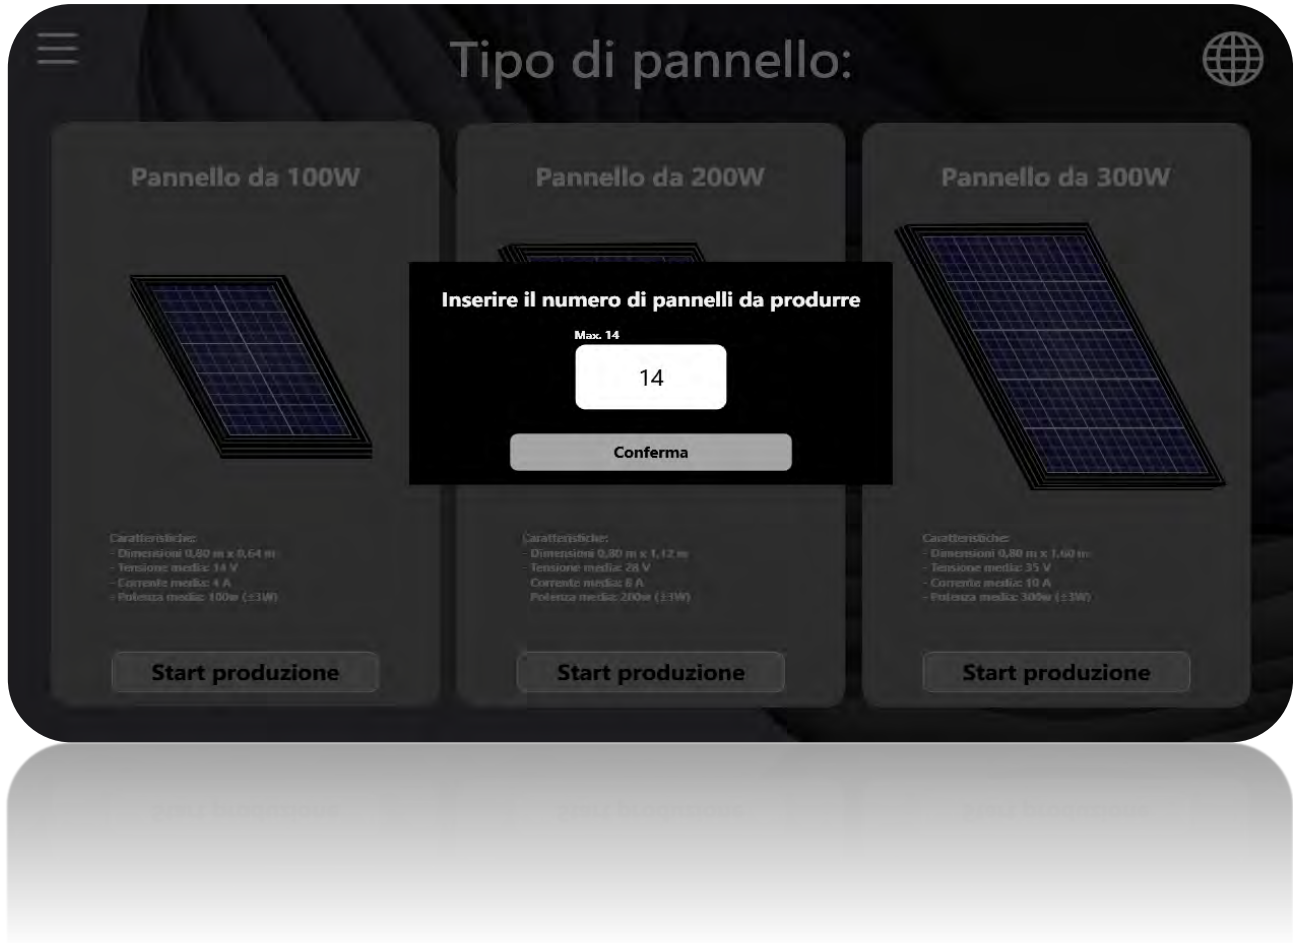 Tipo di pannello:
Pannello da 100W
Pannello da 200W
Pannello da 300W
Inserire il numero di pannelli da produrre
Max. 14
14
Conferma
Caratteristiche:
- Dimensioni 0,80 m x 0,64 m
- Tensione media: 14 V
- Corrente media: 4 A
- Potenza media: 100w (±3W)
Caratteristiche:
- Dimensioni 0,80 m x 1,12 m
- Tensione media: 28 V
Corrente media: 8 A
Potenza media: 200w (±3W)
Caratteristiche:
- Dimensioni 0,80 m x 1,60 m
- Tensione media: 35 V
- Corrente media: 10 A
- Potenza media: 300w (±3W)
Start produzione
Start produzione
Start produzione